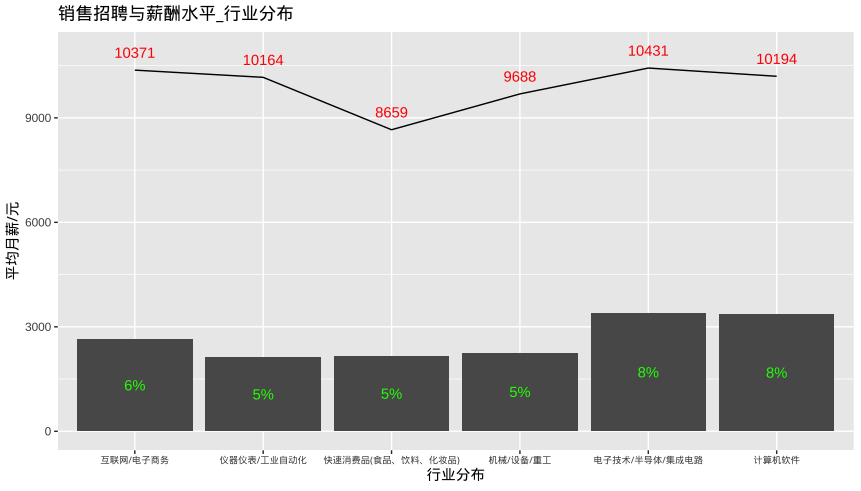 销售招聘与薪酬水平_行业分布
10371
10164
8659
9688
10431
10194
9000
6000
3000
0
平均月薪/元
6%
5%
5%
5%
8%
8%
互联网/电子商务
仪器仪表/工业自动化
快速消费品(食品、饮料、化妆品)
机械/设备/重工
电子技术/半导体/集成电路
计算机软件
行业分布